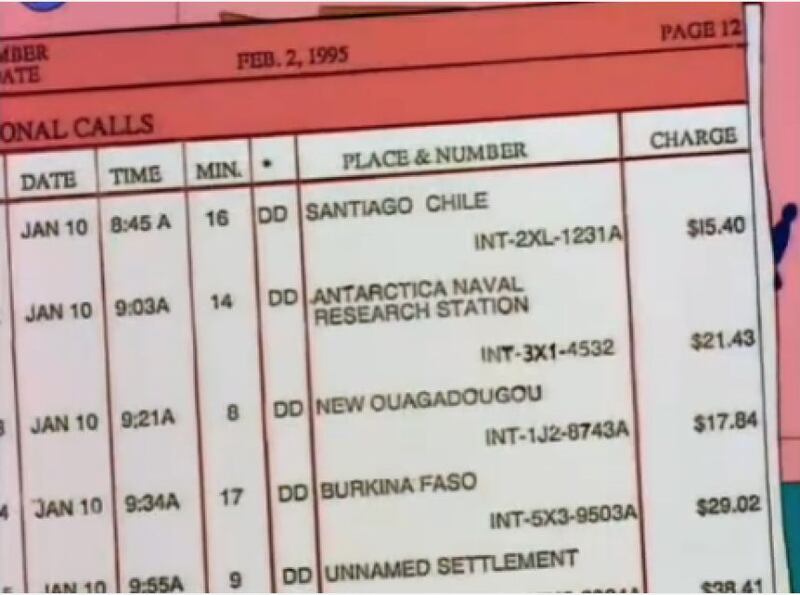 MBER
ATE
FEB. 2, 1995
PAGE 12
ONAL CALLS
DATE TIME MIN. * PLACE & NUMBER CHARGE
JAN 10 8:45 A 16 DD SANTIAGO CHILE
INT-2XL-1231A $15.40
JAN 10 9:03A 14 DD ANTARCTICA NAVAL
RESEARCH STATION
INT-3X1-4532 $21.43
3 JAN 10 9:21A 8 DD NEW OUAGADOUGOU
INT-1J2-8743A $17.84
4 JAN 10 9:34A 17 DD BURKINA FASO
INT-5X3-9503A $29.02
JAN 10 9:55A 9 DD UNNAMED SETTLEMENT
$38.41